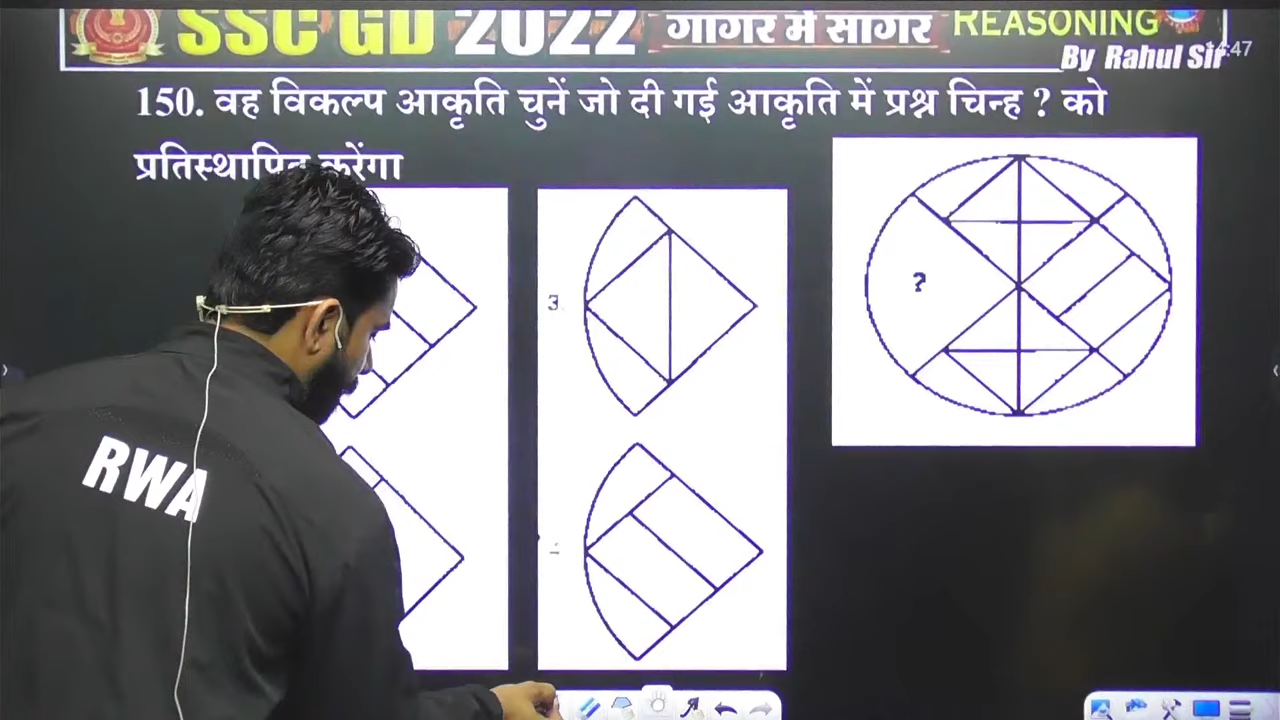 SSC GD 2022 गागर में सागर REASONING
By Rahul Sir
150. वह विकल्प आकृति चुनें जो दी गई आकृति में प्रश्न चिन्ह ? को
प्रतिस्थापित करेंगा
3.
?
RWA